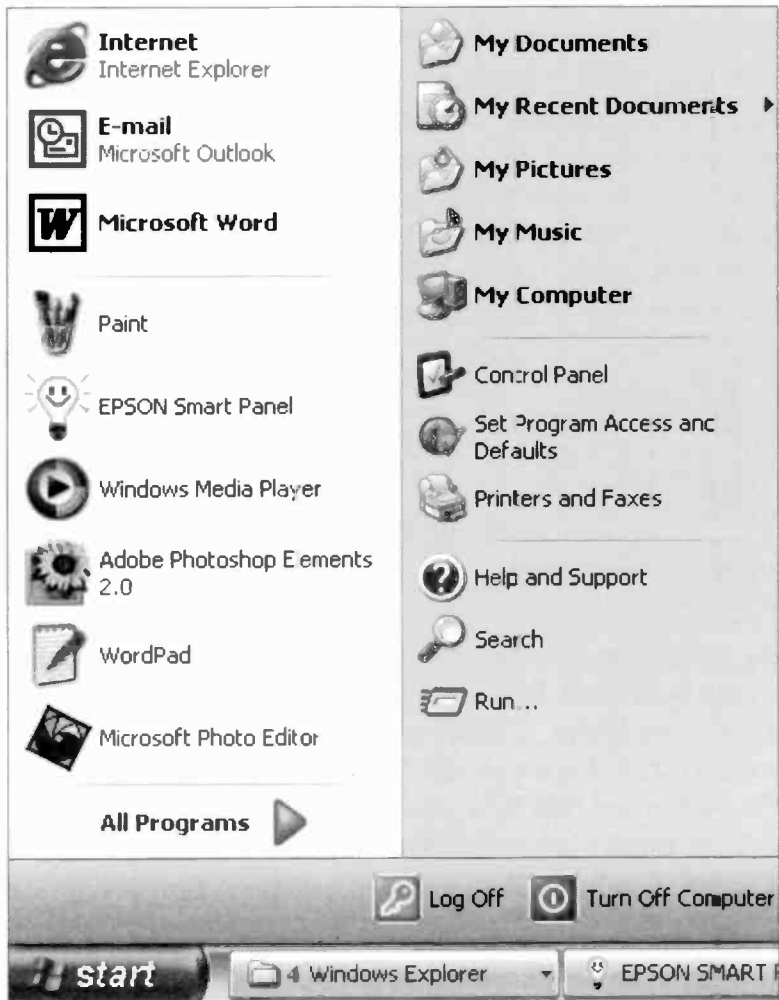 Internet
Internet Explorer
E-mail
Microsoft Outlook
Microsoft Word
Paint
EPSON Smart Panel
Windows Media Player
Adobe Photoshop Elements
2.0
WordPad
Microsoft Photo Editor
All Programs
My Documents
My Recent Documents
My Pictures
My Music
My Computer
Control Panel
Set Program Access and
Defaults
Printers and Faxes
Help and Support
Search
Run...
Log Off
Turn Off Computer
start
4 Windows Explorer
EPSON SMART